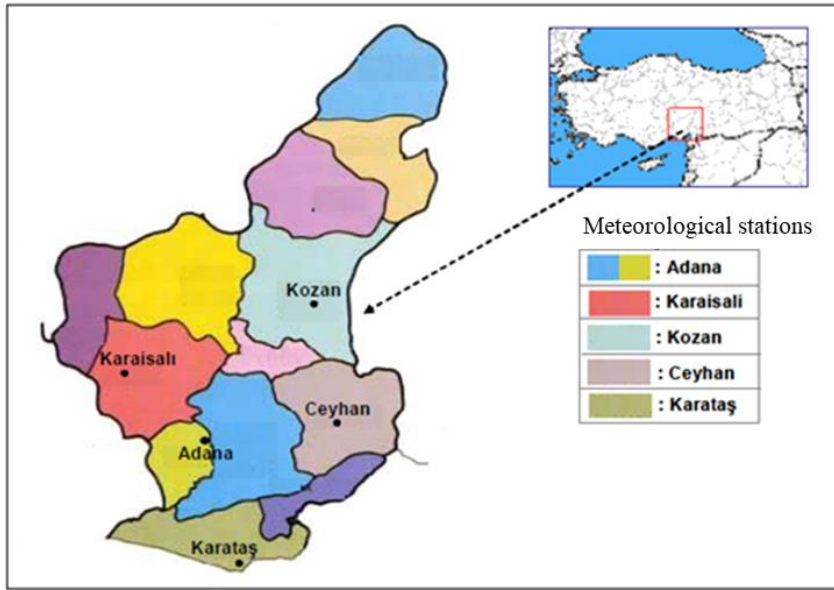 Meteorological stations
: Adana
: Karaisali
: Kozan
: Ceyhan
: Karataş
Kozan
Karaisalı
Ceyhan
Adana
Karataş